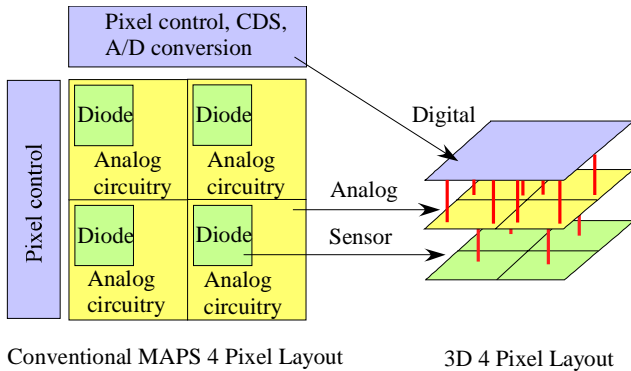 Pixel control, CDS,
A/D conversion
Pixel control
Diode
Analog
circuitry
Diode
Analog
circuitry
Diode
Analog
circuitry
Diode
Analog
circuitry
Digital
Analog
Sensor
Conventional MAPS 4 Pixel Layout
3D 4 Pixel Layout